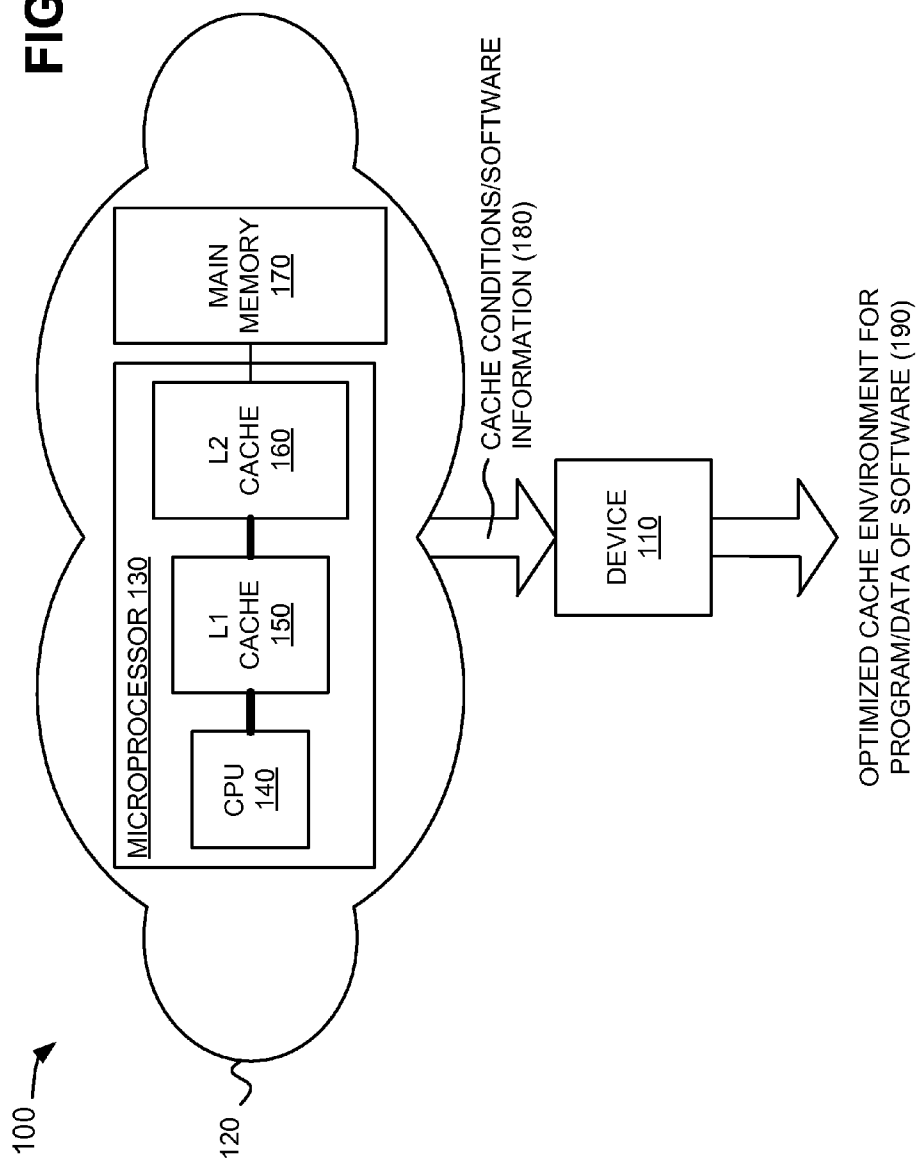 FIG
100
120
MICROPROCESSOR 130
CPU
140
L1
CACHE
150
L2
CACHE
160
MAIN
MEMORY
170
CACHE CONDITIONS/SOFTWARE
INFORMATION (180)
DEVICE
110
OPTIMIZED CACHE ENVIRONMENT FOR
PROGRAM/DATA OF SOFTWARE (190)